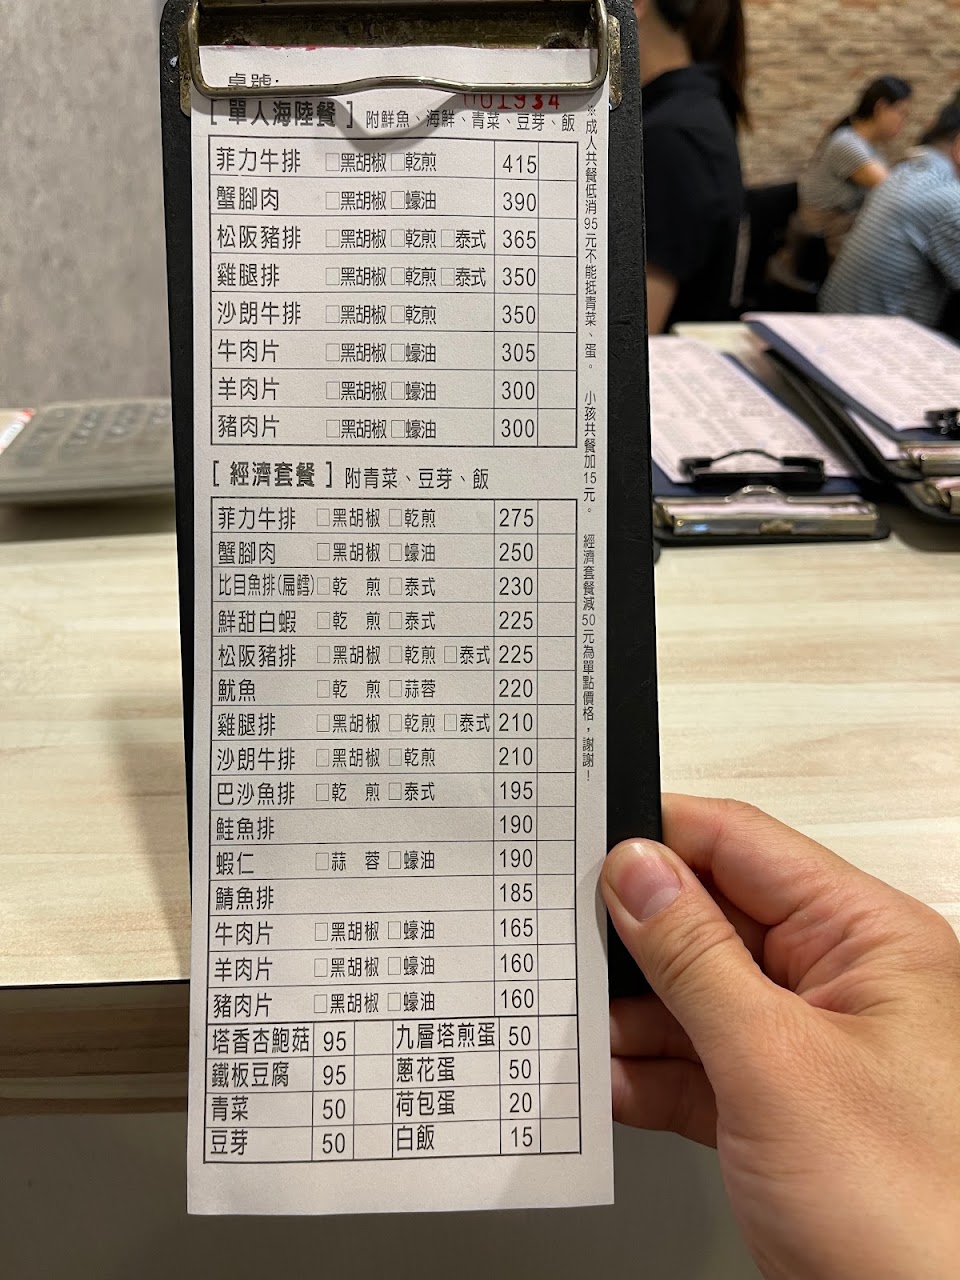 桌號:
001934
[ 單人海陸餐 ] 附鮮魚、海鮮、青菜、豆芽、飯
菲力牛排 □黑胡椒 □乾煎 415
蟹腳肉 □黑胡椒 □蠔油 390
松阪豬排 □黑胡椒 □乾煎 □泰式 365
雞腿排 □黑胡椒 □乾煎 □泰式 350
沙朗牛排 □黑胡椒 □乾煎 350
牛肉片 □黑胡椒 □蠔油 305
羊肉片 □黑胡椒 □蠔油 300
豬肉片 □黑胡椒 □蠔油 300
[ 經濟套餐 ] 附青菜、豆芽、飯
菲力牛排 □黑胡椒 □乾煎 275
蟹腳肉 □黑胡椒 □蠔油 250
比目魚排(扁鱈) □乾 煎 □泰式 230
鮮甜白蝦 □乾 煎 □泰式 225
松阪豬排 □黑胡椒 □乾煎 □泰式 225
魷魚 □乾 煎 □蒜蓉 220
雞腿排 □黑胡椒 □乾煎 □泰式 210
沙朗牛排 □黑胡椒 □乾煎 210
巴沙魚排 □乾 煎 □泰式 195
鮭魚排 190
蝦仁 □蒜 蓉 □蠔油 190
鯖魚排 185
牛肉片 □黑胡椒 □蠔油 165
羊肉片 □黑胡椒 □蠔油 160
豬肉片 □黑胡椒 □蠔油 160
塔香杏鮑菇 95 九層塔煎蛋 50
鐵板豆腐 95 蔥花蛋 50
青菜 50 荷包蛋 20
豆芽 50 白飯 15
※成人共餐低消95元不能抵青菜、蛋。 小孩共餐加15元。 經濟套餐減50元為單點價格，謝謝！